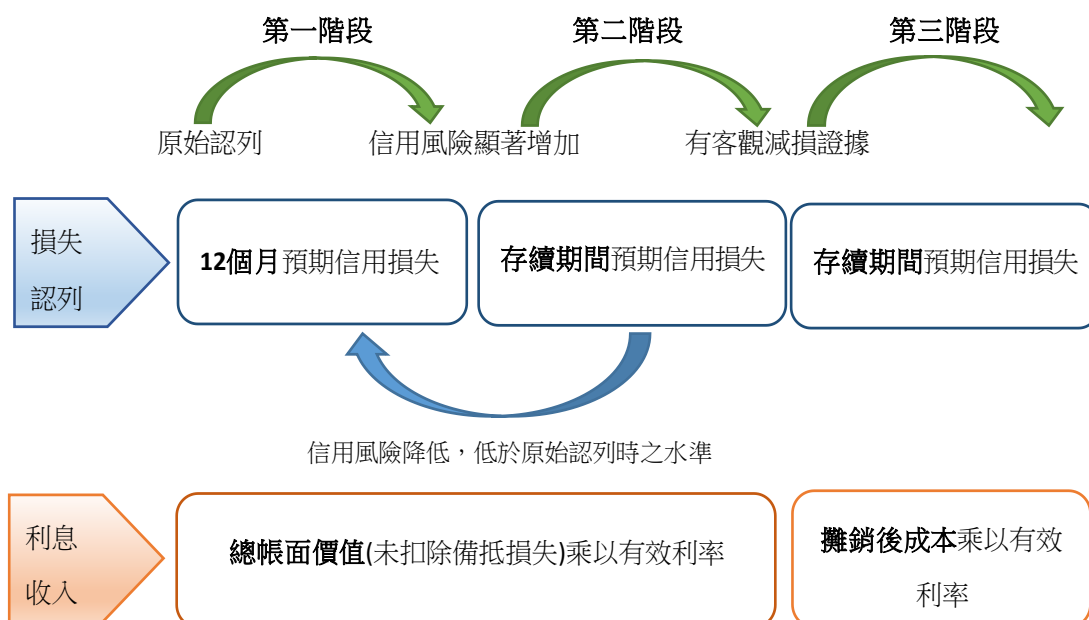 第一階段
第二階段
第三階段
原始認列
信用風險顯著增加
有客觀減損證據
損失
認列
12個月預期信用損失
存續期間預期信用損失
存續期間預期信用損失
信用風險降低，低於原始認列時之水準
利息
收入
總帳面價值(未扣除備抵損失)乘以有效利率
攤銷後成本乘以有效
利率